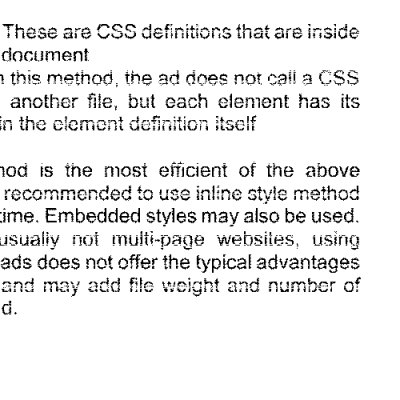 These are CSS definitions that are inside
document
this method, the ad does not call a CSS
another file, but each element has its
in the element definition itself
is the most efficient of the above
recommended to use inline style method
time. Embedded styles may also be used.
usually not multi-page websites, using
ads does not offer the typical advantages
and may add file weight and number of